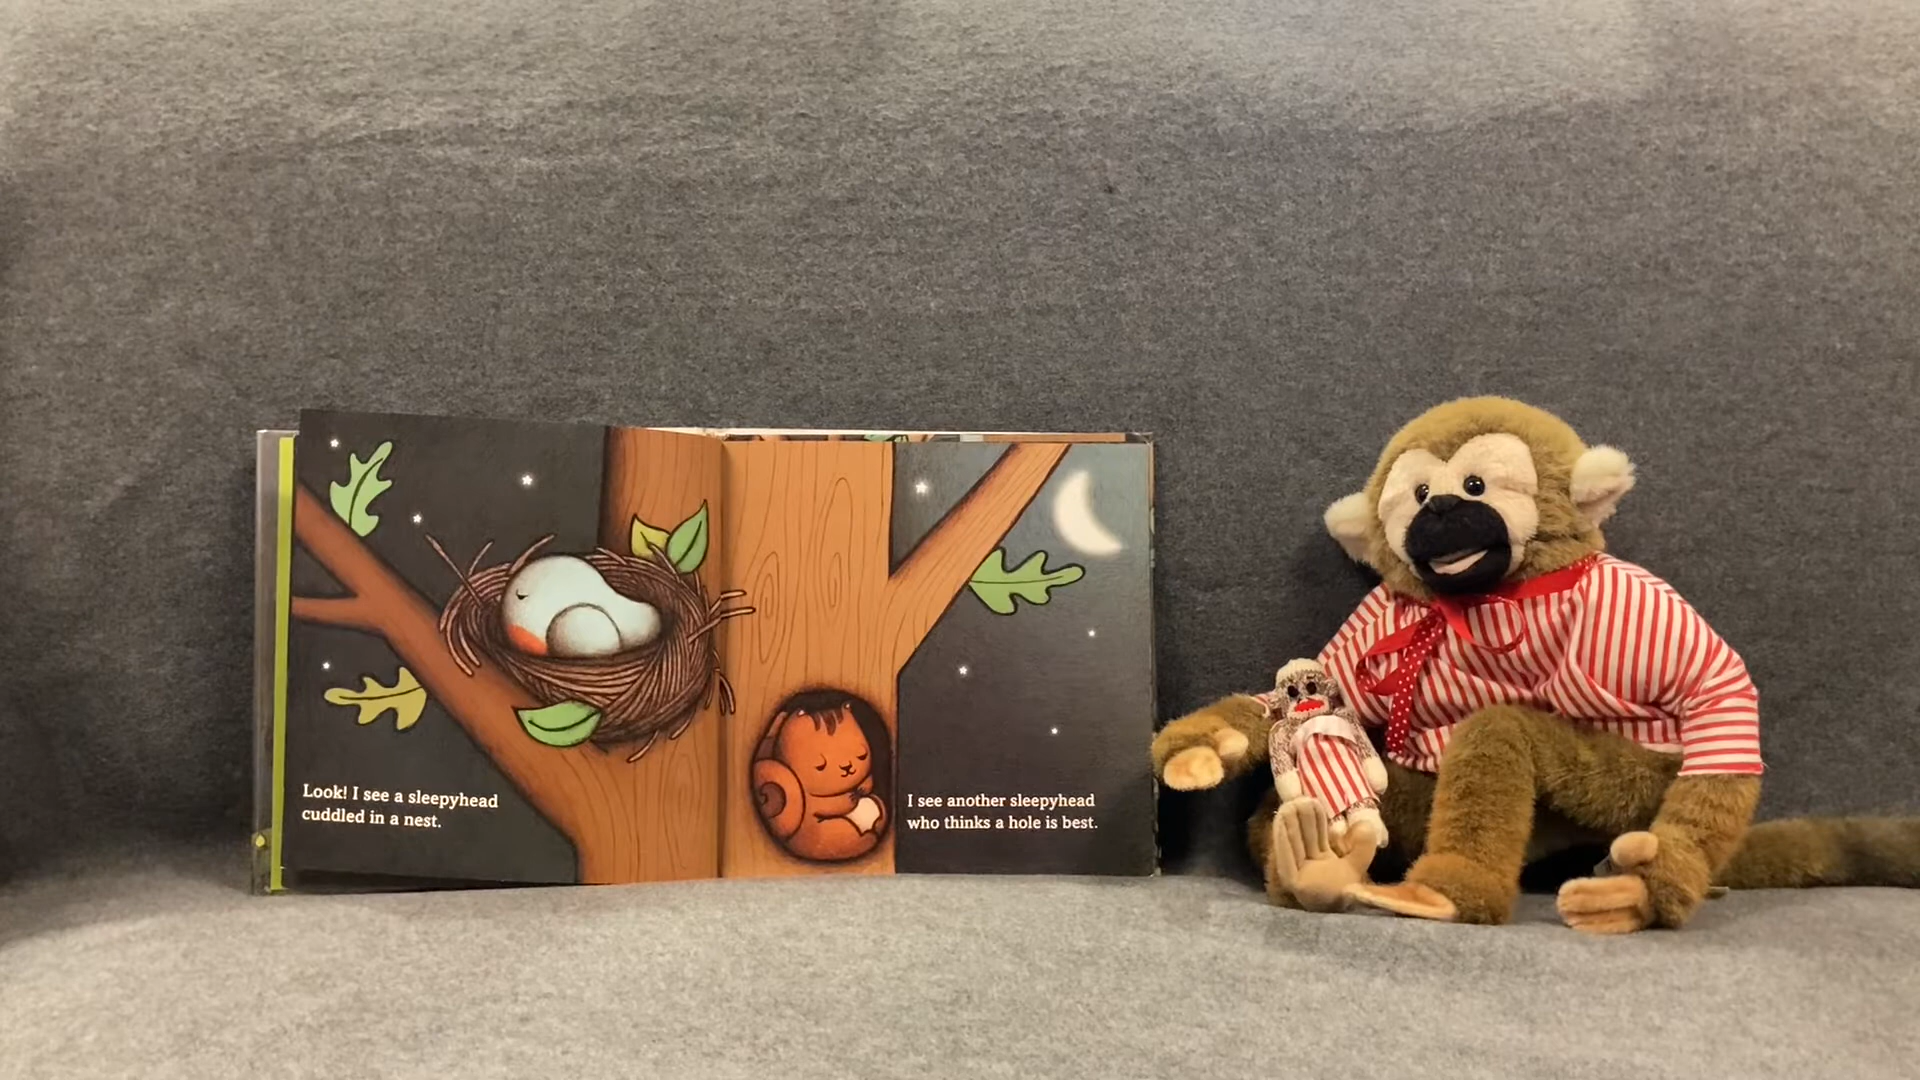 Look! I see a sleepyhead
cuddled in a nest.
I see another sleepyhead
who thinks a hole is best.